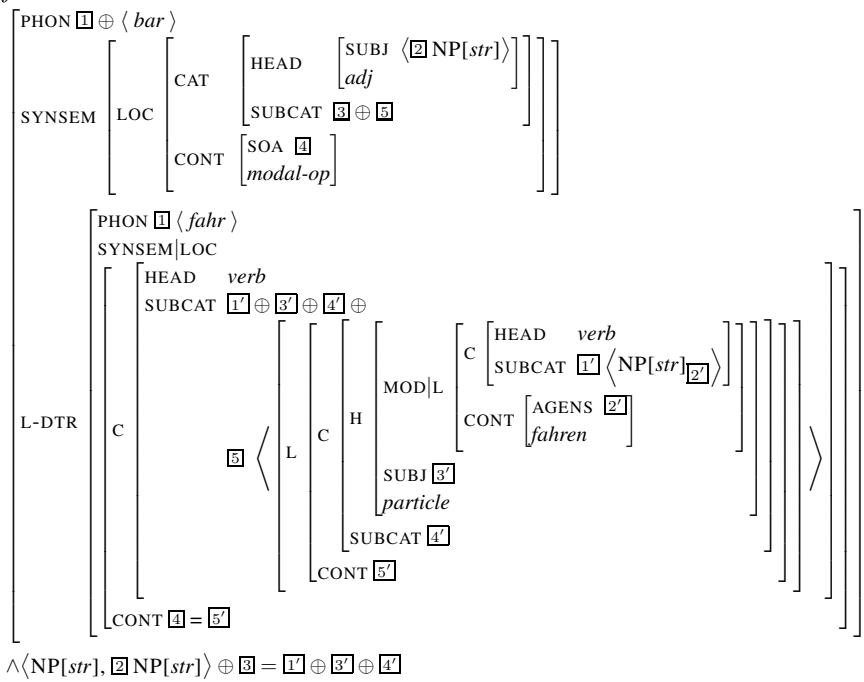 PHON 1 ⊕ ⟨ bar ⟩
SUBJ ⟨ 2 NP[str] ⟩
HEAD
adj
CAT
SUBCAT 3 ⊕ 5
SYNSEM LOC
SOA 4
CONT
modal-op
PHON 1 ⟨ fahr ⟩
SYNSEM|LOC
HEAD verb
SUBCAT 1′ ⊕ 3′ ⊕ 4′ ⊕
HEAD verb
C
SUBCAT 1′ ⟨ NP[str] 2′ ⟩
MOD|L
AGENS 2′
H
CONT
fahren
L-DTR C 5 ⟨ L C
SUBJ 3′
particle
SUBCAT 4′
CONT 5′ ⟩
CONT 4 = 5′
∧⟨NP[str], 2 NP[str]⟩ ⊕ 3 = 1′ ⊕ 3′ ⊕ 4′